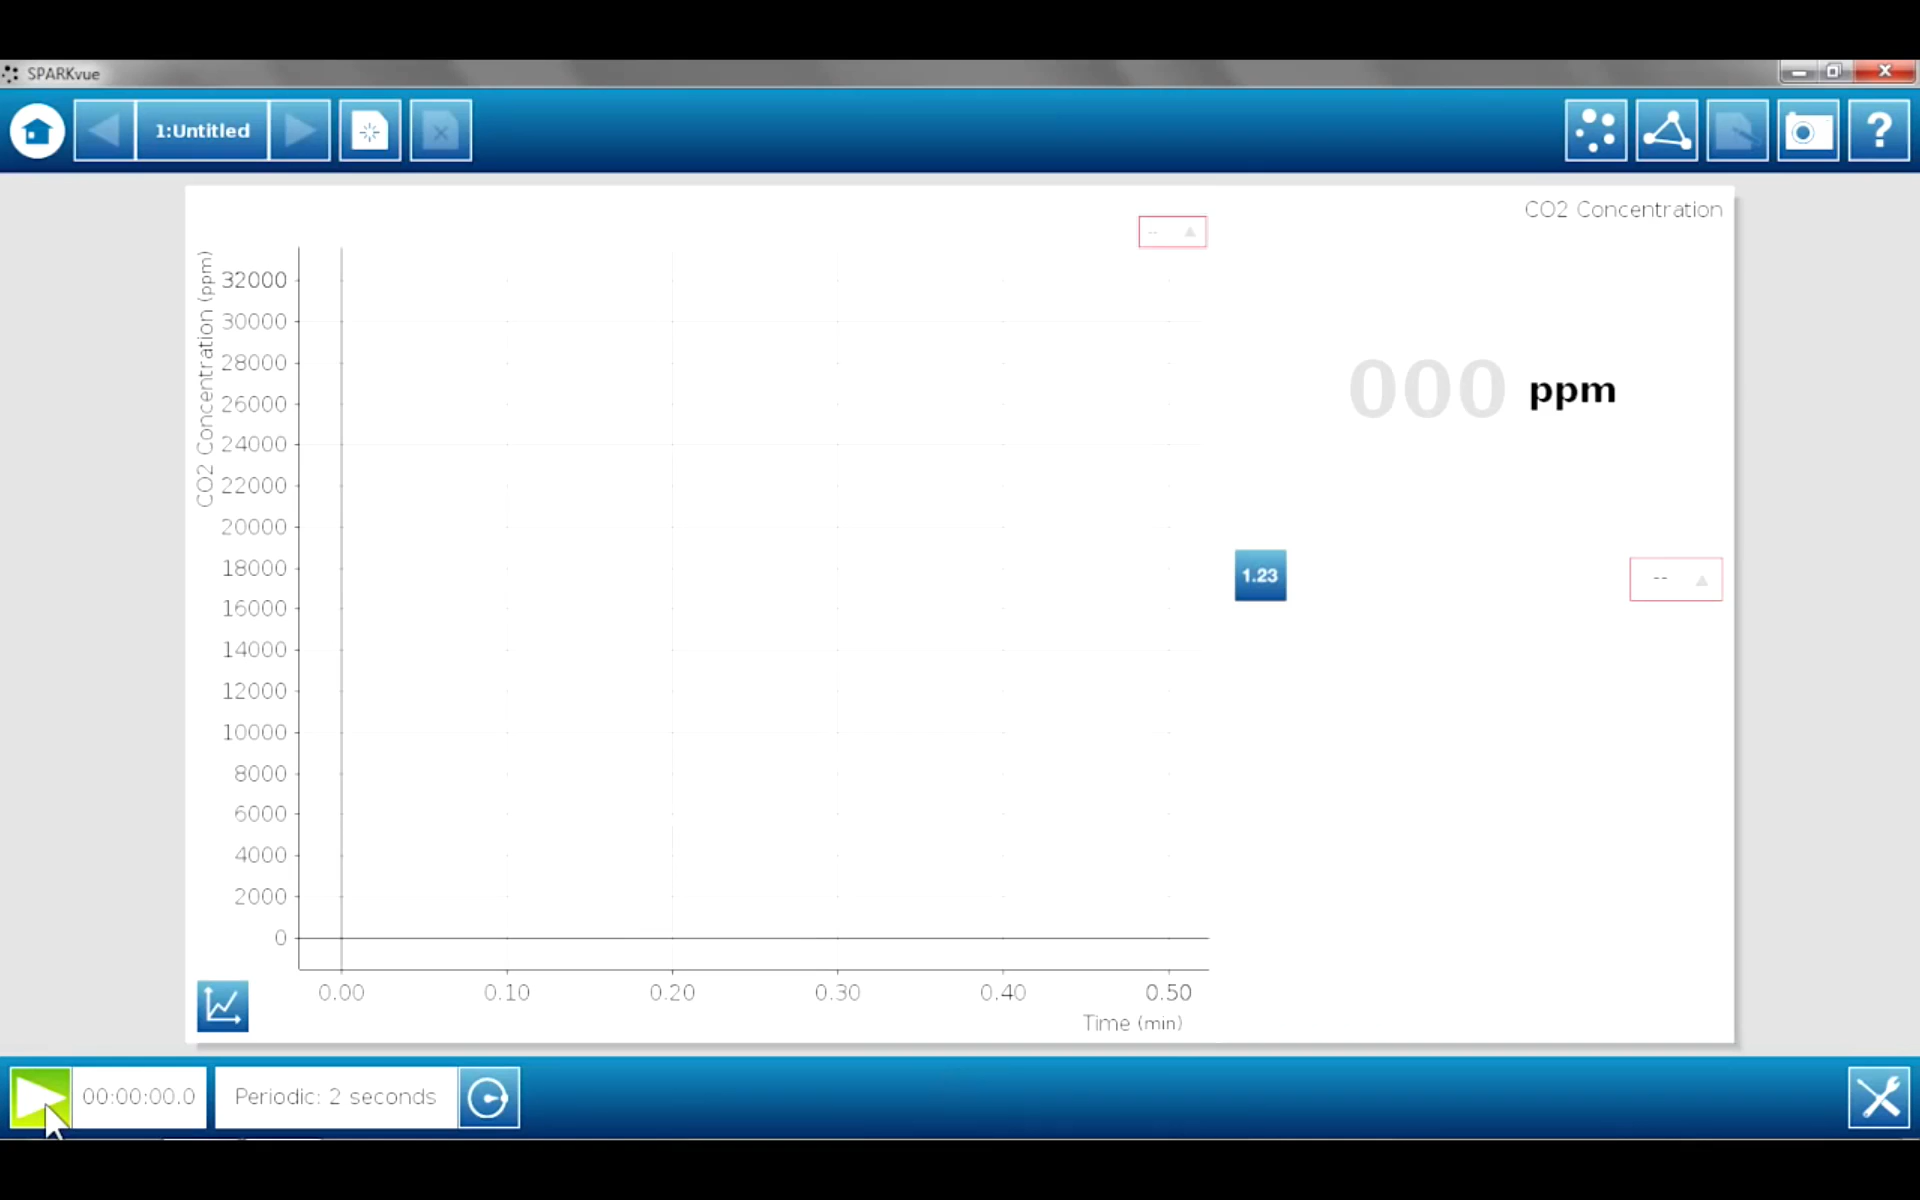 SPARKvue
1:Untitled
?
CO2 Concentration
--
CO2 Concentration (ppm)
32000
30000
28000
26000
24000
22000
20000
18000
16000
14000
12000
10000
8000
6000
4000
2000
0
000 ppm
1.23
--
0.00 0.10 0.20 0.30 0.40 0.50
Time (min)
00:00:00.0
Periodic: 2 seconds